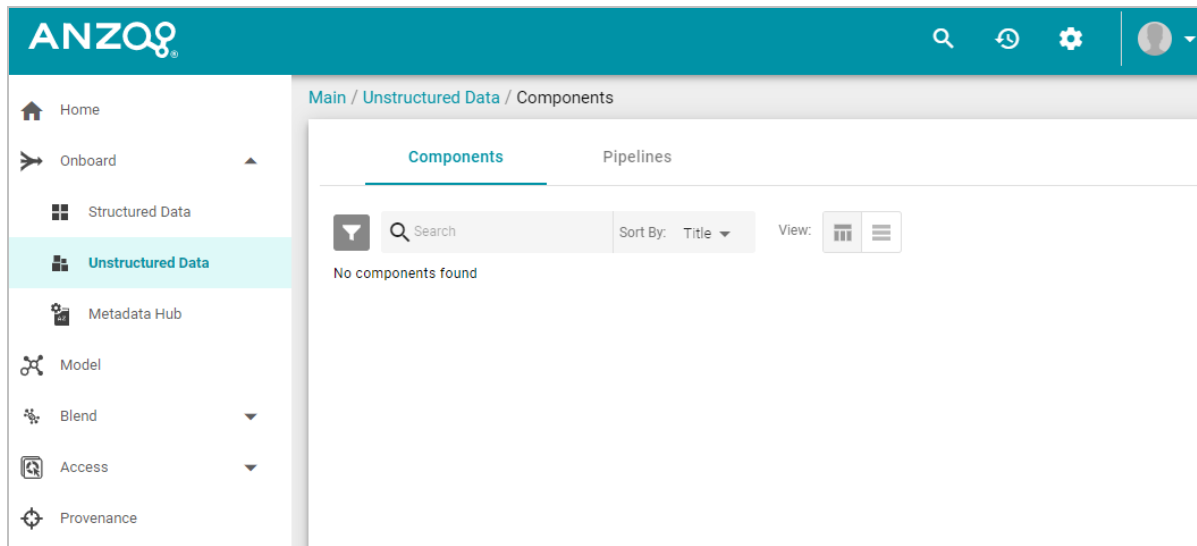 ANZO®
Main / Unstructured Data / Components
Home
Onboard
Structured Data
Unstructured Data
Metadata Hub
Model
Blend
Access
Provenance
Components Pipelines
Search Sort By: Title View:
No components found